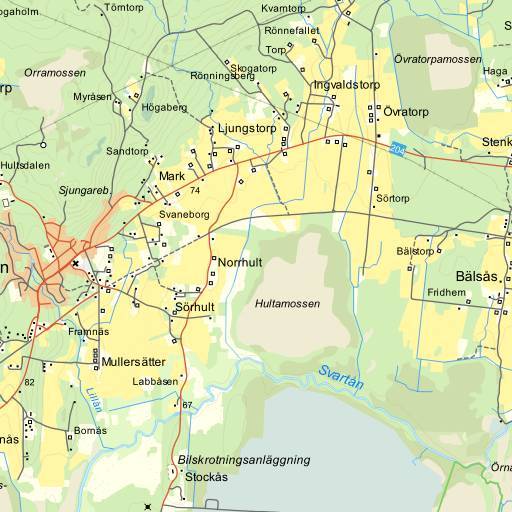 ogaholm
Tömtorp
Kvamtorp
Rönnefallet
Torp
Övratorpamossen
Orramossen
Skogatorp
Rönningsberg
Ingvaldstorp
Haga
rp
Myråsen
Högaberg
Övratorp
Ljungstorp
Stenk
Sandtorp
204
Hultsdalen
Mark
Sjungareb.
74
Sörtorp
Svaneborg
Bälstorp
n
Norrhult
Bälsås
Fridhem
Hultamossen
Sörhult
Framnäs
Mullersätter
Svartån
82
Labbåsen
Lillån
67
Bornäs
näs
Bilskrotningsanläggning
Örna
Stockås